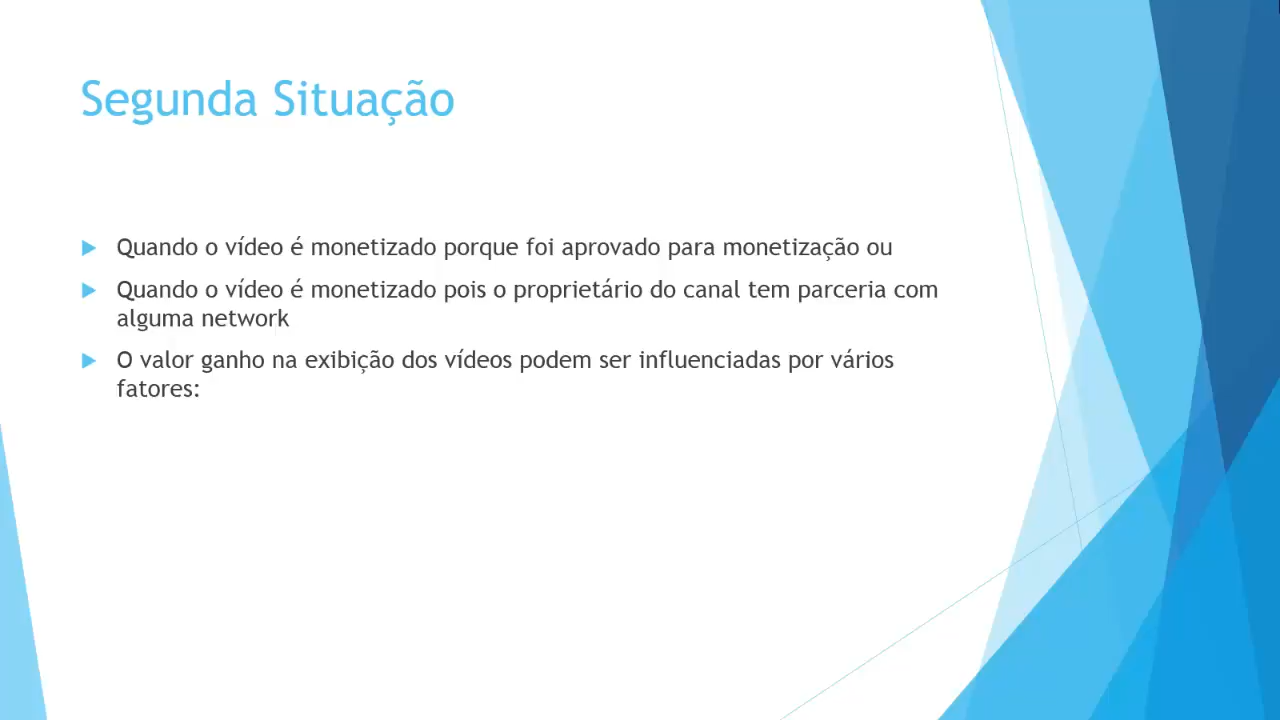 Segunda Situação
Quando o vídeo é monetizado porque foi aprovado para monetização ou
Quando o vídeo é monetizado pois o proprietário do canal tem parceria com
alguma network
O valor ganho na exibição dos vídeos podem ser influenciadas por vários
fatores: